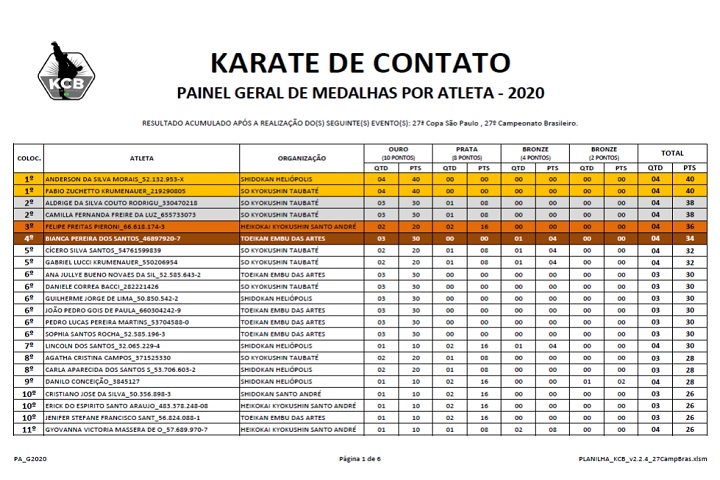 KCB
KARATE DE CONTATO
PAINEL GERAL DE MEDALHAS POR ATLETA - 2020
RESULTADO ACUMULADO APÓS A REALIZAÇÃO DO(S) SEGUINTE(S) EVENTO(S): 27ª Copa São Paulo , 27º Campeonato Brasileiro.
COLOC. ATLETA ORGANIZAÇÃO OURO (10 PONTOS) PRATA (8 PONTOS) BRONZE (4 PONTOS) BRONZE (2 PONTOS) TOTAL
QTD PTS QTD PTS QTD PTS QTD PTS QTD PTS
1º ANDERSON DA SILVA MORAIS_52.132.953-X SHIDOKAN HELIÓPOLIS 04 40 00 00 00 00 00 00 04 40
1º FABIO ZUCHETTO KRUMENAUER_219290805 SO KYOKUSHIN TAUBATÉ 04 40 00 00 00 00 00 00 04 40
2º ALDRIGE DA SILVA COUTO RODRIGU_330470218 SO KYOKUSHIN TAUBATÉ 03 30 01 08 00 00 00 00 04 38
2º CAMILLA FERNANDA FREIRE DA LUZ_655733073 SO KYOKUSHIN TAUBATÉ 03 30 01 08 00 00 00 00 04 38
3º FELIPE FREITAS PIERONI_66.618.174-3 HEIKOKAI KYOKUSHIN SANTO ANDRÉ 02 20 02 16 00 00 00 00 04 36
4º BIANCA PEREIRA DOS SANTOS_46897920-7 TOEIKAN EMBU DAS ARTES 03 30 00 00 01 04 00 00 04 34
5º CÍCERO SILVA SANTOS_54761599839 SO KYOKUSHIN TAUBATÉ 02 20 01 08 01 04 00 00 04 32
5º GABRIEL LUCCI KRUMENAUER_550206954 SO KYOKUSHIN TAUBATÉ 02 20 01 08 01 04 00 00 04 32
6º ANA JULLYE BUENO NOVAES DA SIL_52.585.643-2 TOEIKAN EMBU DAS ARTES 03 30 00 00 00 00 00 00 03 30
6º DANIELE CORREA BACCI_282221426 SO KYOKUSHIN TAUBATÉ 03 30 00 00 00 00 00 00 03 30
6º GUILHERME JORGE DE LIMA_50.850.542-2 SHIDOKAN HELIÓPOLIS 03 30 00 00 00 00 00 00 03 30
6º JOÃO PEDRO GOIS DE PAULA_660304242-9 TOEIKAN EMBU DAS ARTES 03 30 00 00 00 00 00 00 03 30
6º PEDRO LUCAS PEREIRA MARTINS_53704588-0 TOEIKAN EMBU DAS ARTES 03 30 00 00 00 00 00 00 03 30
6º SOPHIA SANTOS ROCHA_52.585.196-3 TOEIKAN EMBU DAS ARTES 03 30 00 00 00 00 00 00 03 30
7º LINCOLN DOS SANTOS_32.065.229-4 SHIDOKAN HELIÓPOLIS 01 10 02 16 01 04 00 00 04 30
8º AGATHA CRISTINA CAMPOS_371525330 SO KYOKUSHIN TAUBATÉ 02 20 01 08 00 00 00 00 03 28
8º CARLA APARECIDA DOS SANTOS S_53.706.603-2 SHIDOKAN HELIÓPOLIS 02 20 01 08 00 00 00 00 03 28
9º DANILO CONCEIÇÃO_3845127 SHIDOKAN HELIÓPOLIS 01 10 02 16 00 00 01 02 04 28
10º CRISTIANO JOSE DA SILVA_50.356.898-3 SHIDOKAN SANTO ANDRÉ 01 10 02 16 00 00 00 00 03 26
10º ERICK DO ESPIRITO SANTO ARAUJO_483.378.248-08 HEIKOKAI KYOKUSHIN SANTO ANDRÉ 01 10 02 16 00 00 00 00 03 26
10º JENIFER STEFANE FRANCISCO SANT_56.824.088-1 TOEIKAN EMBU DAS ARTES 01 10 02 16 00 00 00 00 03 26
11º GYOVANNA VICTORIA MASSERA DE O_57.689.970-7 HEIKOKAI KYOKUSHIN SANTO ANDRÉ 01 10 01 08 02 08 00 00 04 26
PA_G2020 Página 1 de 6 PLANILHA_KCB_v2.2.4_27CampBras.xlsm